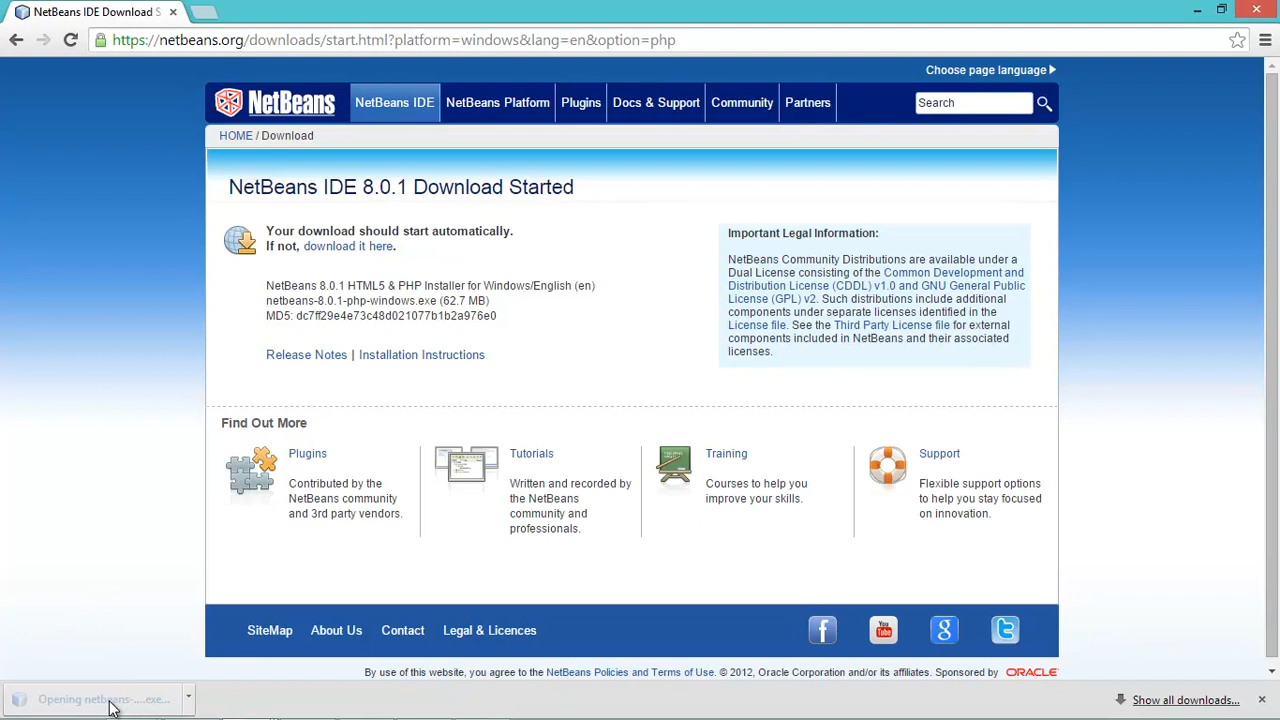 NetBeans IDE Download S
https://netbeans.org/downloads/start.html?platform=windows&lang=en&option=php
Choose page language
NetBeans
NetBeans IDE
NetBeans Platform
Plugins
Docs & Support
Community
Partners
Search
HOME / Download
NetBeans IDE 8.0.1 Download Started
Your download should start automatically.
If not, download it here.
NetBeans 8.0.1 HTML5 & PHP Installer for Windows/English (en)
netbeans-8.0.1-php-windows.exe (62.7 MB)
MD5: dc7ff29e4e73c48d021077b1b2a976e0
Release Notes | Installation Instructions
Important Legal Information:
NetBeans Community Distributions are available under a
Dual License consisting of the Common Development and
Distribution License (CDDL) v1.0 and GNU General Public
License (GPL) v2. Such distributions include additional
components under separate licenses identified in the
License file. See the Third Party License file for external
components included in NetBeans and their associated
licenses.
Find Out More
Plugins
Contributed by the
NetBeans community
and 3rd party vendors.
Tutorials
Written and recorded by
the NetBeans
community and
professionals.
Training
Courses to help you
improve your skills.
Support
Flexible support options
to help you stay focused
on innovation.
SiteMap
About Us
Contact
Legal & Licences
f
You
Tube
g
By use of this website, you agree to the NetBeans Policies and Terms of Use. © 2012, Oracle Corporation and/or its affiliates. Sponsored by ORACLE
Opening netbeans-....exe...
Show all downloads...